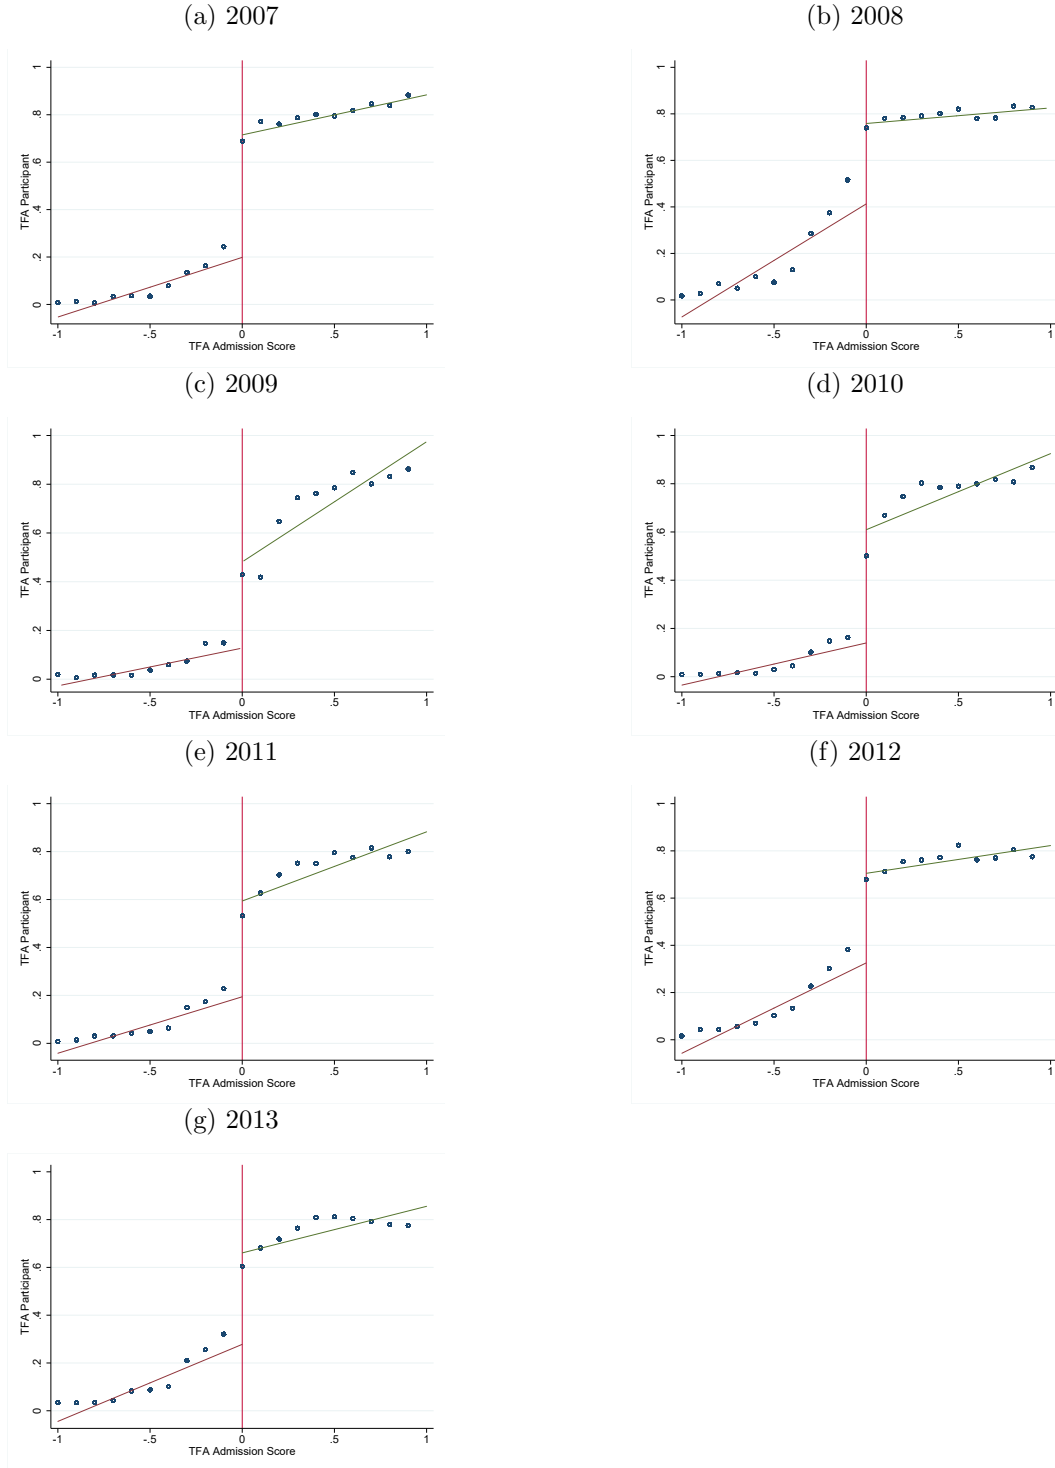 (a) 2007
TFA Participant
1
.8
.6
.4
.2
0
-1 -.5 0 .5 1
TFA Admission Score
(b) 2008
TFA Participant
1
.8
.6
.4
.2
0
-1 -.5 0 .5 1
TFA Admission Score
(c) 2009
TFA Participant
1
.8
.6
.4
.2
0
-1 -.5 0 .5 1
TFA Admission Score
(d) 2010
TFA Participant
1
.8
.6
.4
.2
0
-1 -.5 0 .5 1
TFA Admission Score
(e) 2011
TFA Participant
1
.8
.6
.4
.2
0
-1 -.5 0 .5 1
TFA Admission Score
(f) 2012
TFA Participant
1
.8
.6
.4
.2
0
-1 -.5 0 .5 1
TFA Admission Score
(g) 2013
TFA Participant
1
.8
.6
.4
.2
0
-1 -.5 0 .5 1
TFA Admission Score